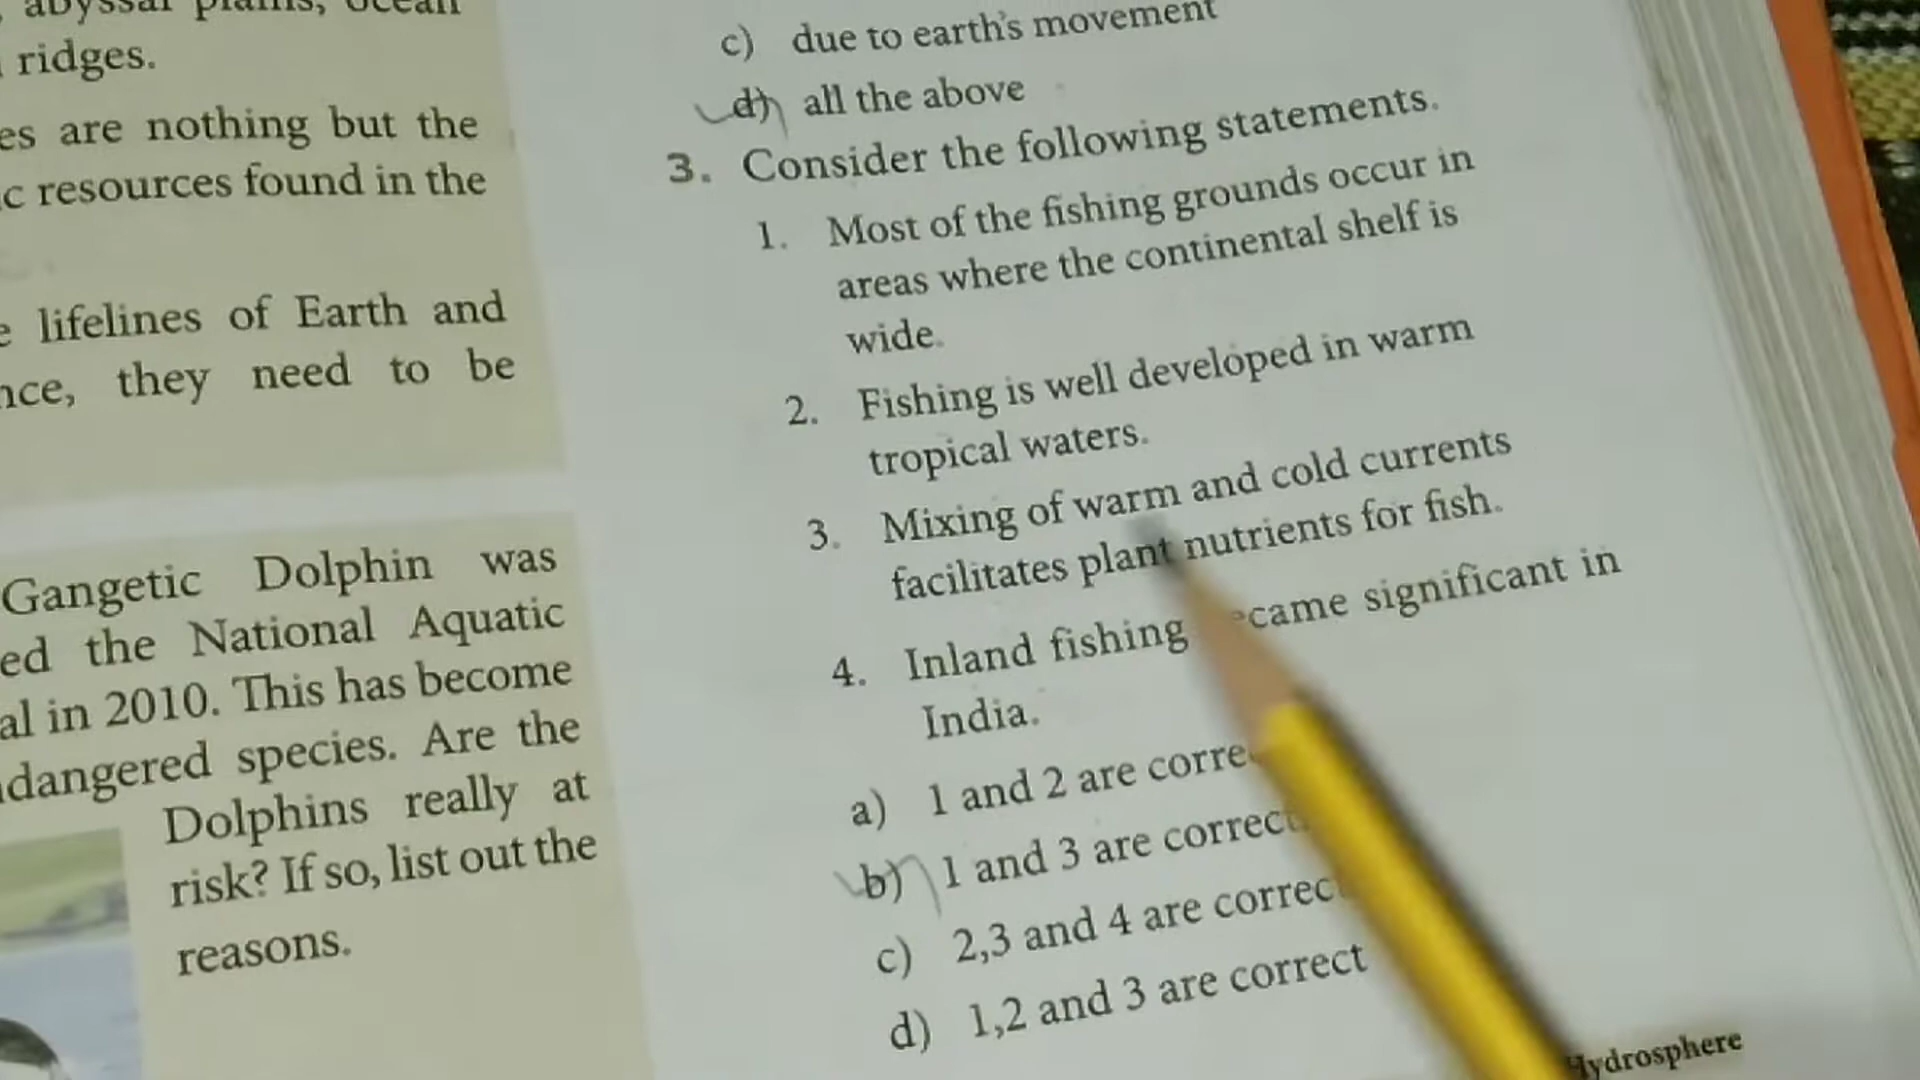 abyssal plains, ocean
ridges.
es are nothing but the
c resources found in the
lifelines of Earth and
nce, they need to be
Gangetic Dolphin was
ed the National Aquatic
al in 2010. This has become
dangered species. Are the
Dolphins really at
risk? If so, list out the
reasons.
c) due to earth's movement
d) all the above
3. Consider the following statements.
1. Most of the fishing grounds occur in
areas where the continental shelf is
wide.
2. Fishing is well developed in warm
tropical waters.
3. Mixing of warm and cold currents
facilitates plant nutrients for fish.
4. Inland fishing came significant in
India.
a) 1 and 2 are corre
b) 1 and 3 are correct
c) 2,3 and 4 are correct
d) 1,2 and 3 are correct
Hydrosphere